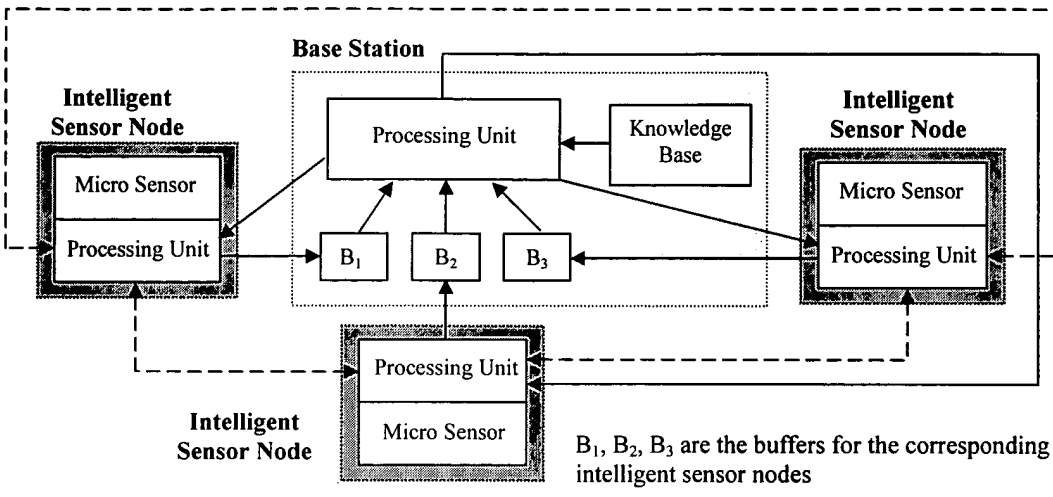 Base Station
Intelligent
Sensor Node
Micro Sensor
Processing Unit
Processing Unit
Knowledge
Base
B₁
B₂
B₃
Intelligent
Sensor Node
Micro Sensor
Processing Unit
Processing Unit
Micro Sensor
Intelligent
Sensor Node
B₁, B₂, B₃ are the buffers for the corresponding
intelligent sensor nodes